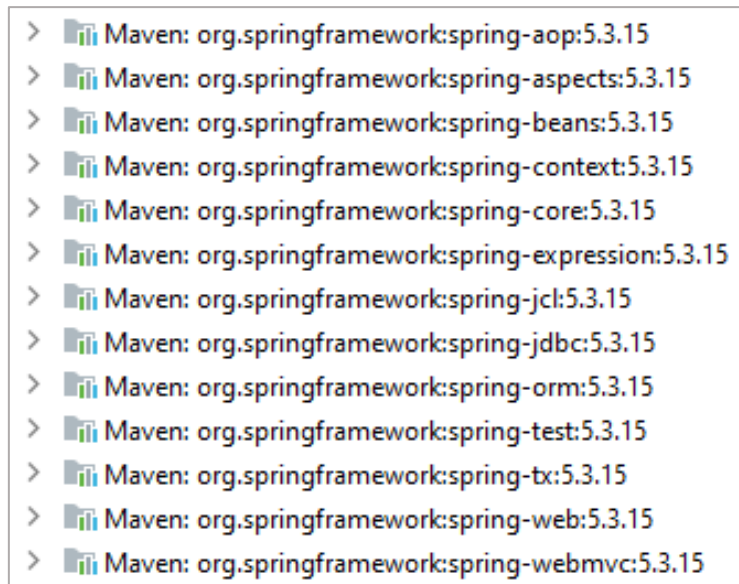 Maven: org.springframework:spring-aop:5.3.15
Maven: org.springframework:spring-aspects:5.3.15
Maven: org.springframework:spring-beans:5.3.15
Maven: org.springframework:spring-context:5.3.15
Maven: org.springframework:spring-core:5.3.15
Maven: org.springframework:spring-expression:5.3.15
Maven: org.springframework:spring-jcl:5.3.15
Maven: org.springframework:spring-jdbc:5.3.15
Maven: org.springframework:spring-orm:5.3.15
Maven: org.springframework:spring-test:5.3.15
Maven: org.springframework:spring-tx:5.3.15
Maven: org.springframework:spring-web:5.3.15
Maven: org.springframework:spring-webmvc:5.3.15